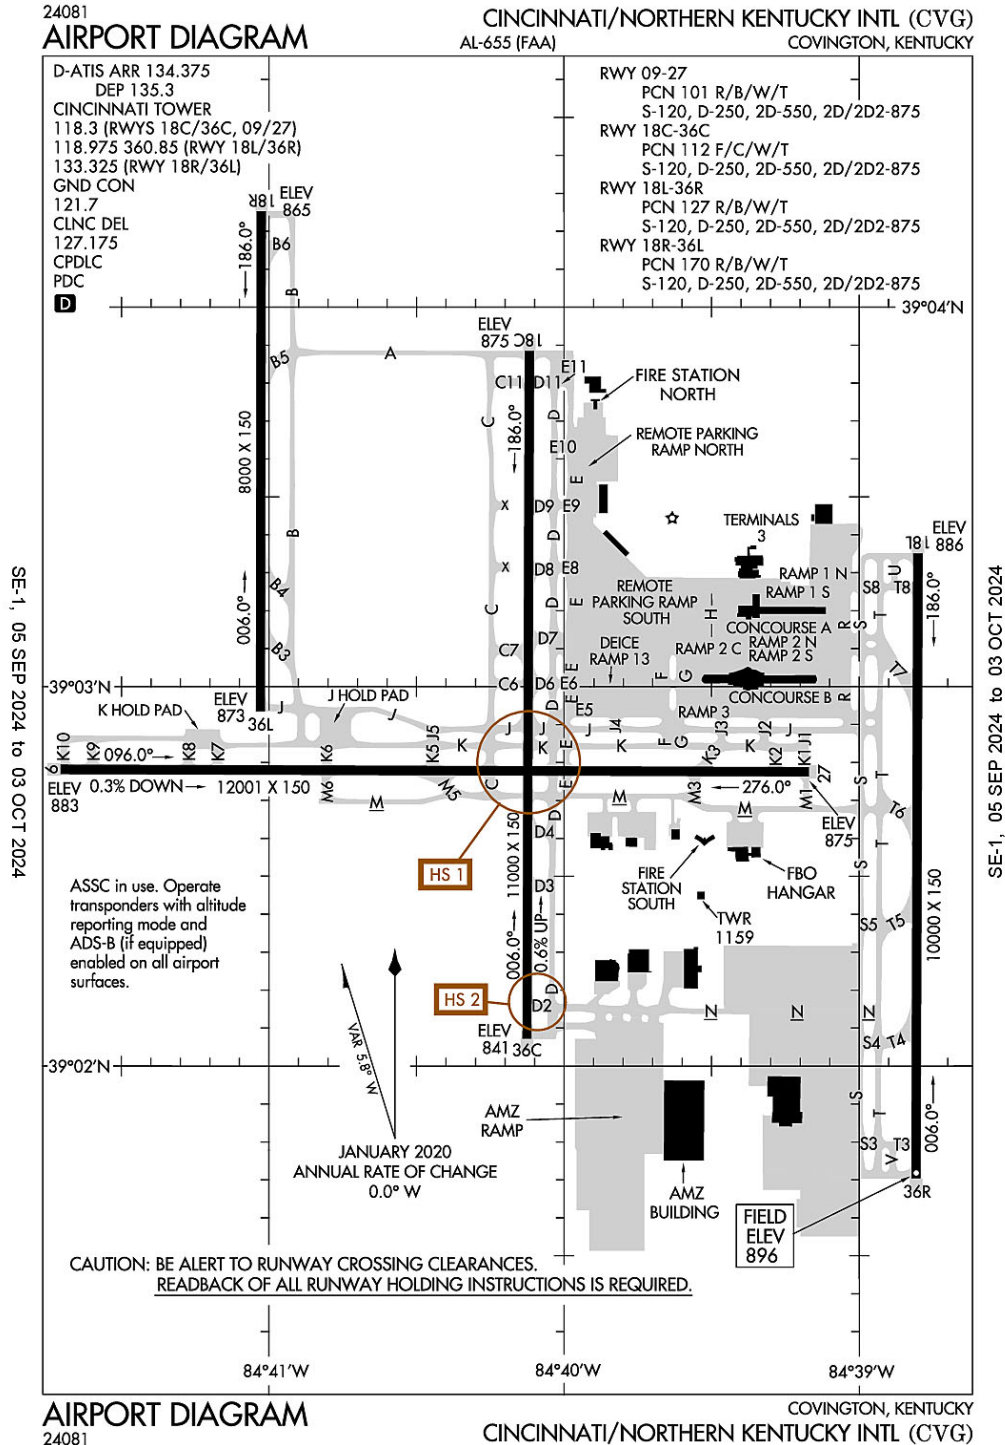 24081
AIRPORT DIAGRAM
AL-655 (FAA)
CINCINNATI/NORTHERN KENTUCKY INTL (CVG)
COVINGTON, KENTUCKY
D-ATIS ARR 134.375
DEP 135.3
CINCINNATI TOWER
118.3 (RWYS 18C/36C, 09/27)
118.975 360.85 (RWY 18L/36R)
133.325 (RWY 18R/36L)
GND CON
121.7
CLNC DEL
127.175
CPDLC
PDC
D
RWY 09-27
PCN 101 R/B/W/T
S-120, D-250, 2D-550, 2D/2D2-875
RWY 18C-36C
PCN 112 F/C/W/T
S-120, D-250, 2D-550, 2D/2D2-875
RWY 18L-36R
PCN 127 R/B/W/T
S-120, D-250, 2D-550, 2D/2D2-875
RWY 18R-36L
PCN 170 R/B/W/T
S-120, D-250, 2D-550, 2D/2D2-875
39°04'N
18R
ELEV
865
186.0°
B6
B
B5
A
8000 X 150
B
006.0°
B4
B3
ELEV
873
36L
ELEV
875
18C
E11
C11
D11
C
186.0°
D
E10
E
X
D9
E9
D
X
D8
E8
C
D
E
D7
C7
E
C6
D6
E6
D
E
E5
FIRE STATION
NORTH
REMOTE PARKING
RAMP NORTH
TERMINALS
3
RAMP 1 N
RAMP 1 S
REMOTE
PARKING RAMP
SOUTH
H
CONCOURSE A
RAMP 2 N
RAMP 2 C
RAMP 2 S
DEICE
RAMP 13
F
G
CONCOURSE B
RAMP 3
R
R
18L
ELEV
886
U
S8
T8
186.0°
S
T
T7
39°03'N
K HOLD PAD
J HOLD PAD
J
J
J5
J
J
J
J4
J3
J2
J
J1
K10
K9
096.0°
K8
K7
K6
K5
K
K
E
K
F
G
K3
K
K2
K1
9
27
ELEV
883
0.3% DOWN
12001 X 150
276.0°
M6
M
M5
C
E
D
M
M3
M
M1
ELEV
875
S
T
T6
S
T
HS 1
11000 X 150
D4
D3
006.0°
0.6% UP
FIRE
STATION
SOUTH
FBO
HANGAR
TWR
1159
S5
T5
10000 X 150
ASSC in use. Operate
transponders with altitude
reporting mode and
ADS-B (if equipped)
enabled on all airport
surfaces.
HS 2
D
D2
N
N
N
ELEV
841
36C
S4
T4
39°02'N
VAR 5.8° W
JANUARY 2020
ANNUAL RATE OF CHANGE
0.0° W
AMZ
RAMP
AMZ
BUILDING
S
T
006.0°
S3
T3
V
36R
FIELD
ELEV
896
CAUTION: BE ALERT TO RUNWAY CROSSING CLEARANCES.
READBACK OF ALL RUNWAY HOLDING INSTRUCTIONS IS REQUIRED.
84°41'W
84°40'W
84°39'W
SE-1, 05 SEP 2024 to 03 OCT 2024
SE-1, 05 SEP 2024 to 03 OCT 2024
AIRPORT DIAGRAM
24081
COVINGTON, KENTUCKY
CINCINNATI/NORTHERN KENTUCKY INTL (CVG)